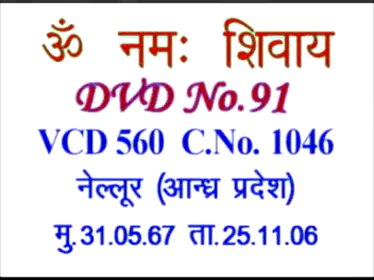 ॐ नमः शिवाय
DVD No.91
VCD 560 C.No. 1046
नेल्लूर (आन्ध्र प्रदेश)
मु.31.05.67 ता.25.11.06